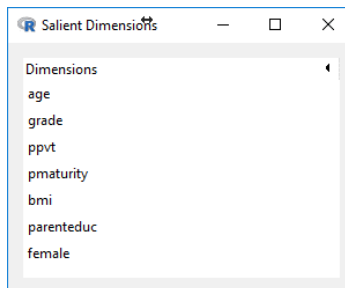 Salient Dimensions
Dimensions
age
grade
ppvt
pmaturity
bmi
parenteduc
female